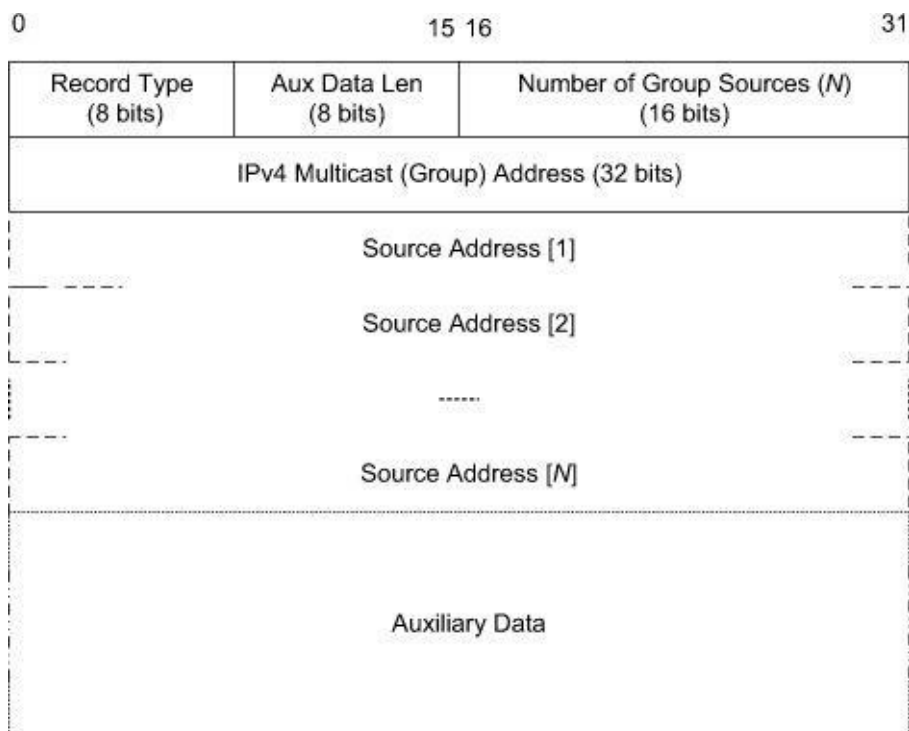 0 15 16 31
Record Type Aux Data Len Number of Group Sources (N)
(8 bits) (8 bits) (16 bits)
IPv4 Multicast (Group) Address (32 bits)
Source Address [1]
Source Address [2]
Source Address [N]
Auxiliary Data